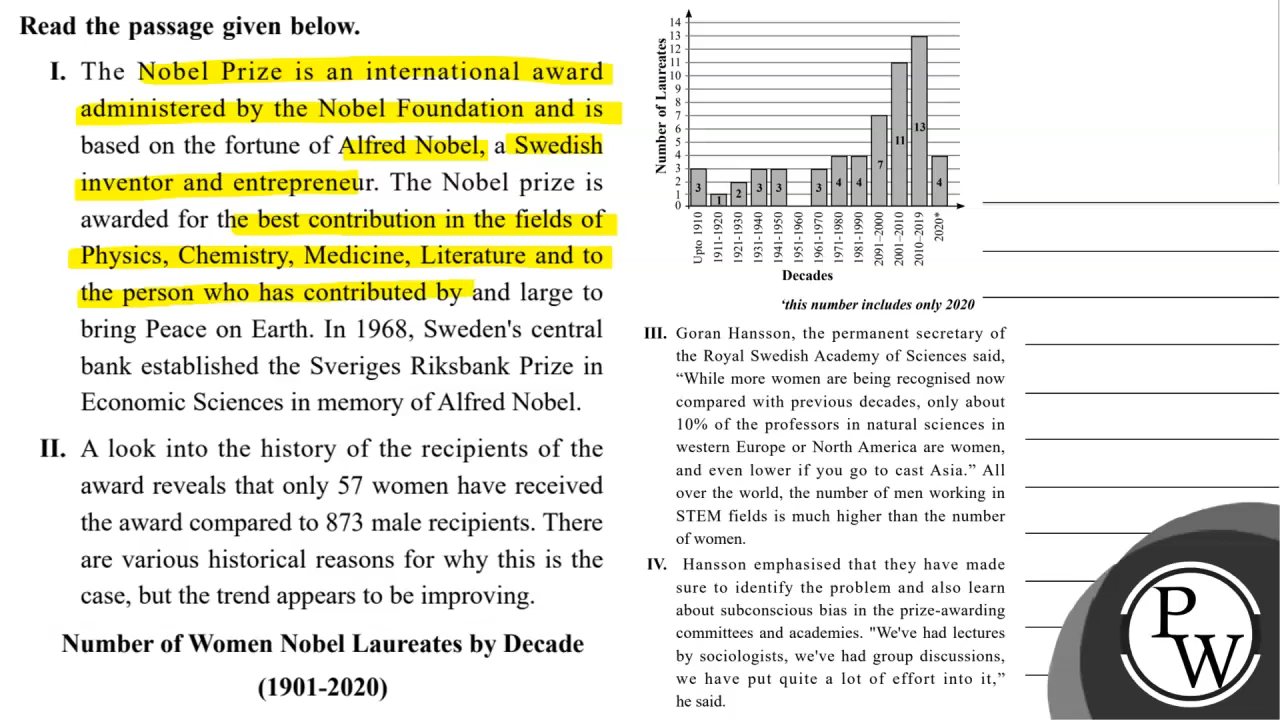 Read the passage given below.
I. The Nobel Prize is an international award
administered by the Nobel Foundation and is
based on the fortune of Alfred Nobel, a Swedish
inventor and entrepreneur. The Nobel prize is
awarded for the best contribution in the fields of
Physics, Chemistry, Medicine, Literature and to
the person who has contributed by and large to
bring Peace on Earth. In 1968, Sweden's central
bank established the Sveriges Riksbank Prize in
Economic Sciences in memory of Alfred Nobel.
II. A look into the history of the recipients of the
award reveals that only 57 women have received
the award compared to 873 male recipients. There
are various historical reasons for why this is the
case, but the trend appears to be improving.
Number of Women Nobel Laureates by Decade
(1901-2020)
Number of Laureates
14
13
12
11
10
9
8
7
6
5
4
3
2
1
0
3
1
2
3
3
3
4
4
7
11
13
4
Upto 1910
1911-1920
1921-1930
1931-1940
1941-1950
1951-1960
1961-1970
1971-1980
1981-1990
2091–2000
2001–2010
2010–2019
2020*
Decades
‘this number includes only 2020
III. Goran Hansson, the permanent secretary of
the Royal Swedish Academy of Sciences said,
“While more women are being recognised now
compared with previous decades, only about
10% of the professors in natural sciences in
western Europe or North America are women,
and even lower if you go to cast Asia.” All
over the world, the number of men working in
STEM fields is much higher than the number
of women.
IV. Hansson emphasised that they have made
sure to identify the problem and also learn
about subconscious bias in the prize-awarding
committees and academies. "We've had lectures
by sociologists, we've had group discussions,
we have put quite a lot of effort into it,”
he said.
P
W